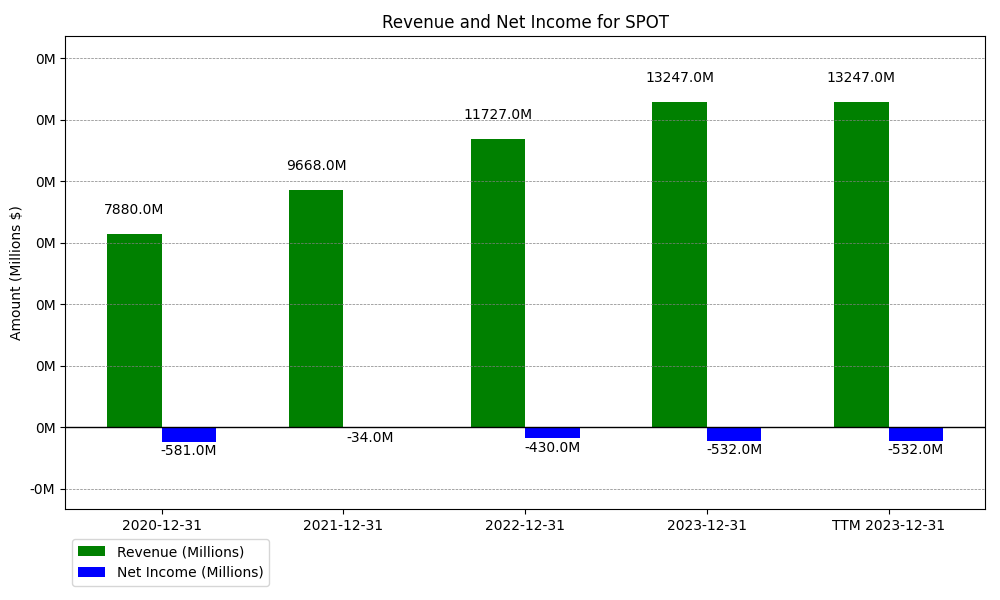 Revenue and Net Income for SPOT
Amount (Millions $)
0M
0M
0M
0M
0M
0M
0M
-0M
7880.0M
9668.0M
11727.0M
13247.0M
13247.0M
-581.0M
-34.0M
-430.0M
-532.0M
-532.0M
2020-12-31
2021-12-31
2022-12-31
2023-12-31
TTM 2023-12-31
Revenue (Millions)
Net Income (Millions)